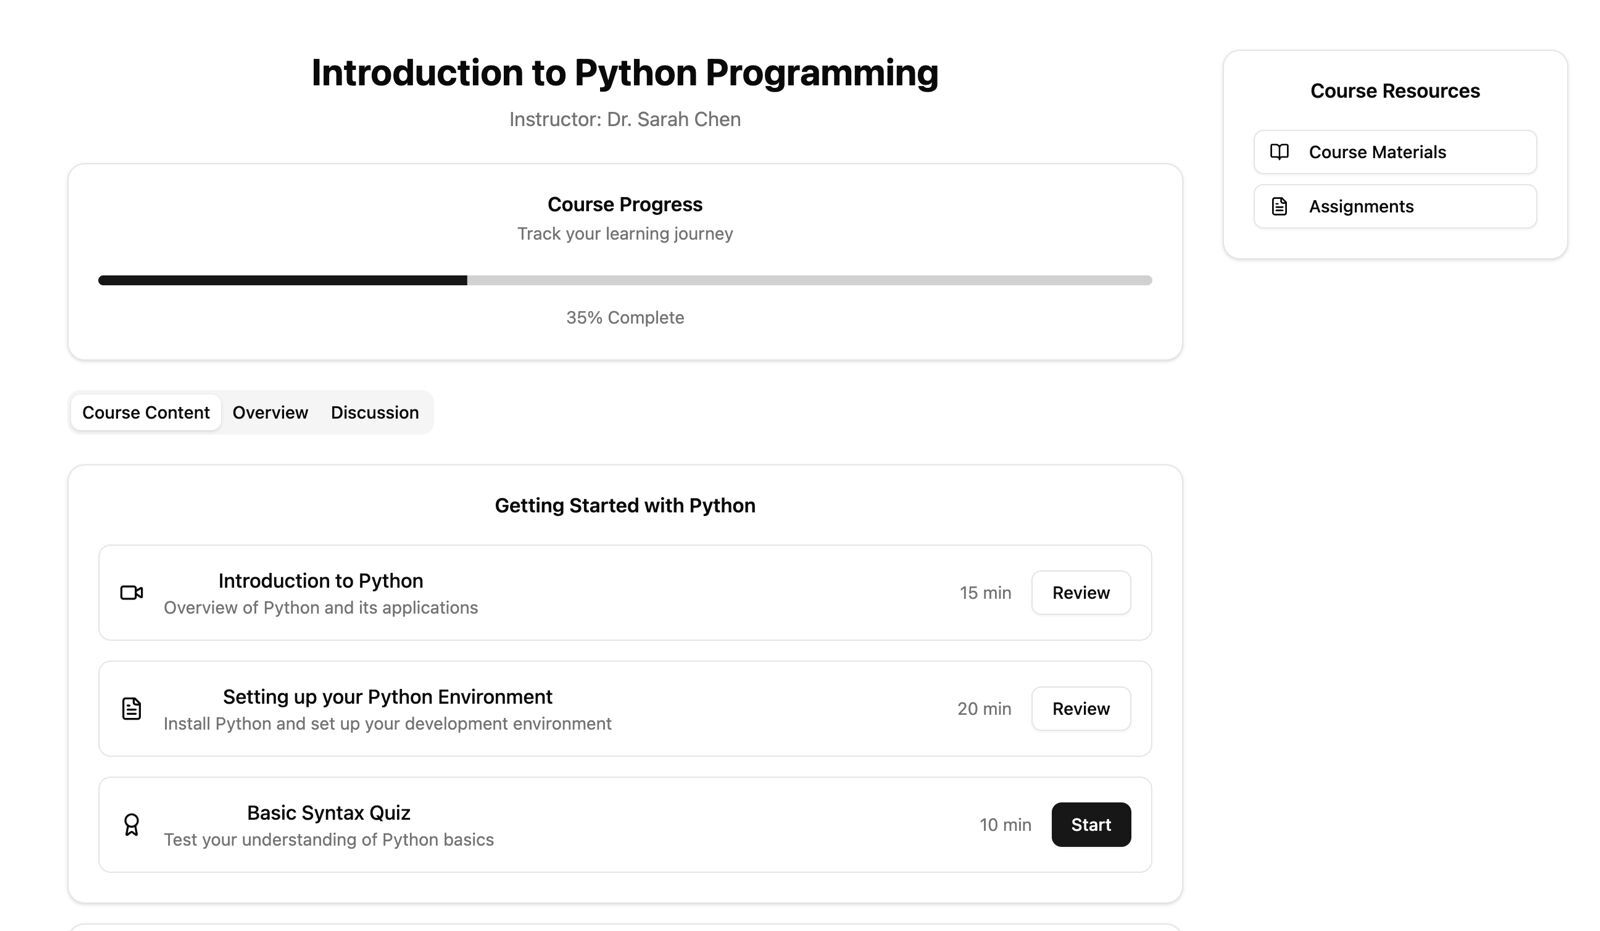 Introduction to Python Programming
Instructor: Dr. Sarah Chen
Course Progress
Track your learning journey
35% Complete
Course Content
Overview
Discussion
Getting Started with Python
Introduction to Python
Overview of Python and its applications
15 min
Review
Setting up your Python Environment
Install Python and set up your development environment
20 min
Review
Basic Syntax Quiz
Test your understanding of Python basics
10 min
Start
Course Resources
Course Materials
Assignments